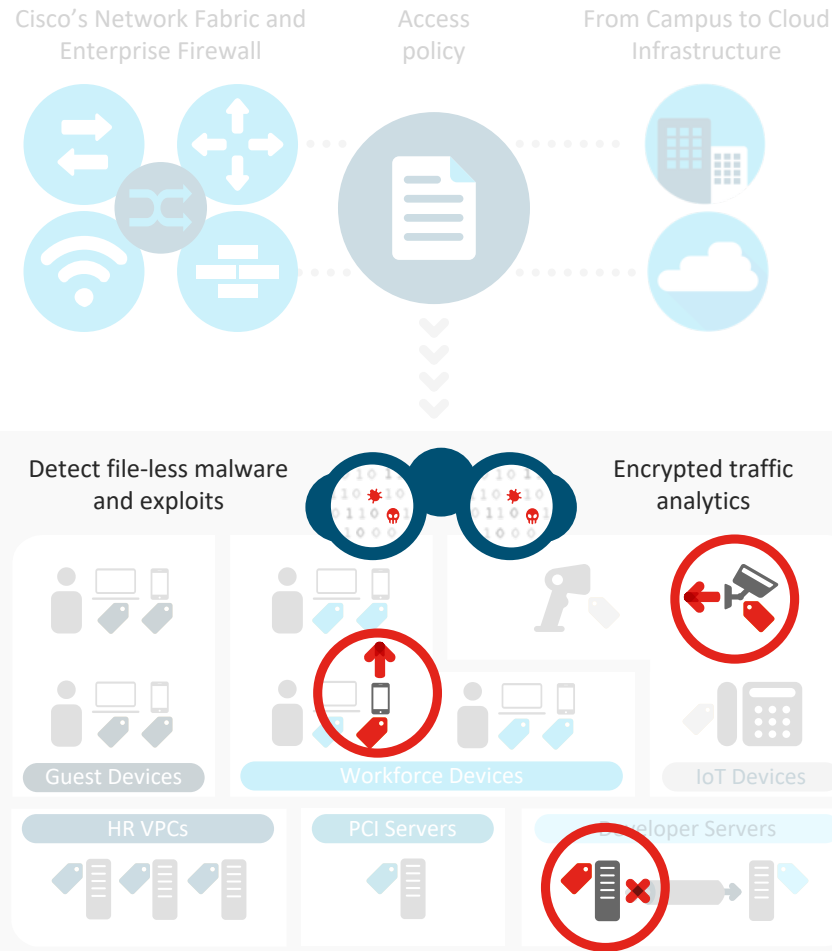 Cisco's Network Fabric and
Enterprise Firewall
Access
policy
From Campus to Cloud
Infrastructure
Detect file-less malware
and exploits
Encrypted traffic
analytics
Guest Devices
Workforce Devices
IoT Devices
HR VPCs
PCI Servers
Developer Servers